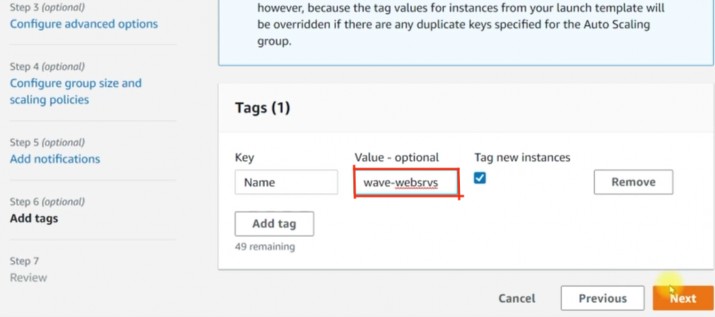 Step 3 (optional)
Configure advanced options
Step 4 (optional)
Configure group size and
scaling policies
Step 5 (optional)
Add notifications
Step 6 (optional)
Add tags
Step 7
Review
however, because the tag values for instances from your launch template will
be overridden if there are any duplicate keys specified for the Auto Scaling
group.
Tags (1)
Key Value - optional Tag new instances
Name wave-websrvs Remove
Add tag
49 remaining
Cancel Previous Next